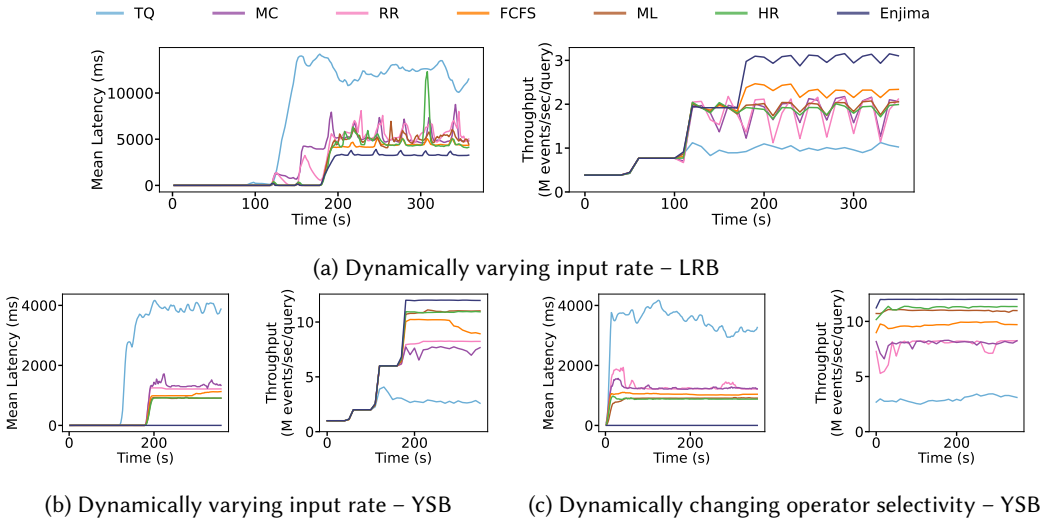 TQ MC RR FCFS ML HR Enjima
Mean Latency (ms)
10000
5000
0
0 100 200 300
Time (s)
Throughput
(M events/sec/query)
3
2
1
0
0 100 200 300
Time (s)
(a) Dynamically varying input rate – LRB
Mean Latency (ms)
4000
2000
0
0 200
Time (s)
Throughput
(M events/sec/query)
10
5
0
0 200
Time (s)
Mean Latency (ms)
4000
2000
0
0 200
Time (s)
Throughput
(M events/sec/query)
10
5
0
0 200
Time (s)
(b) Dynamically varying input rate – YSB
(c) Dynamically changing operator selectivity – YSB